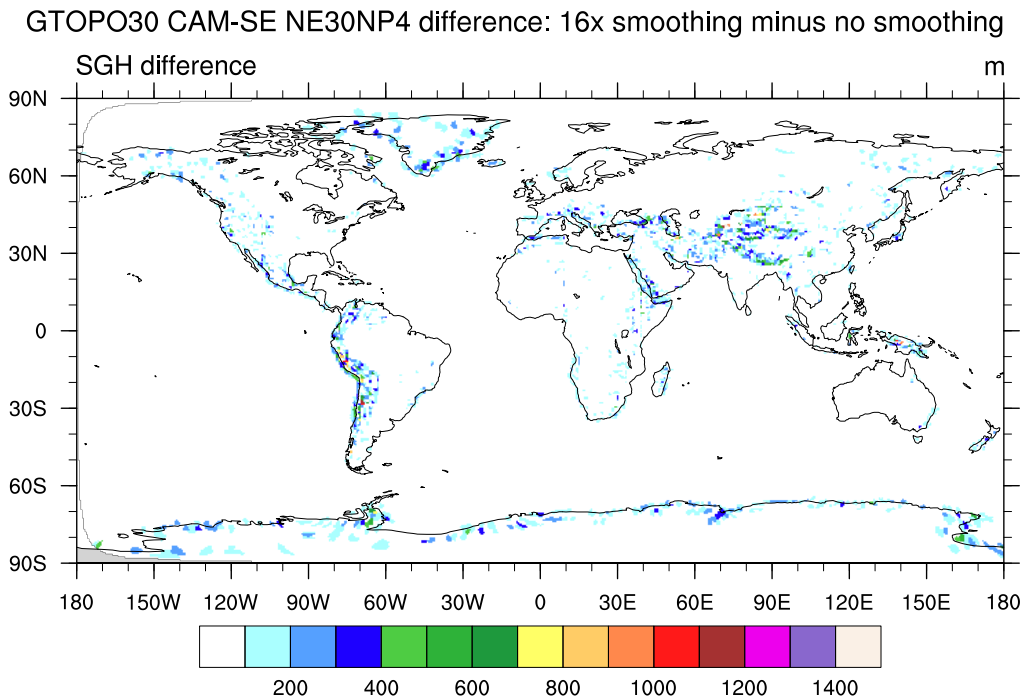 GTOPO30 CAM-SE NE30NP4 difference: 16x smoothing minus no smoothing
SGH difference m
90N
60N
30N
0
30S
60S
90S
180 150W 120W 90W 60W 30W 0 30E 60E 90E 120E 150E 180
200 400 600 800 1000 1200 1400